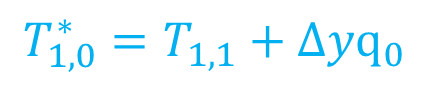 T*₁,₀ = T₁,₁ + Δyq₀